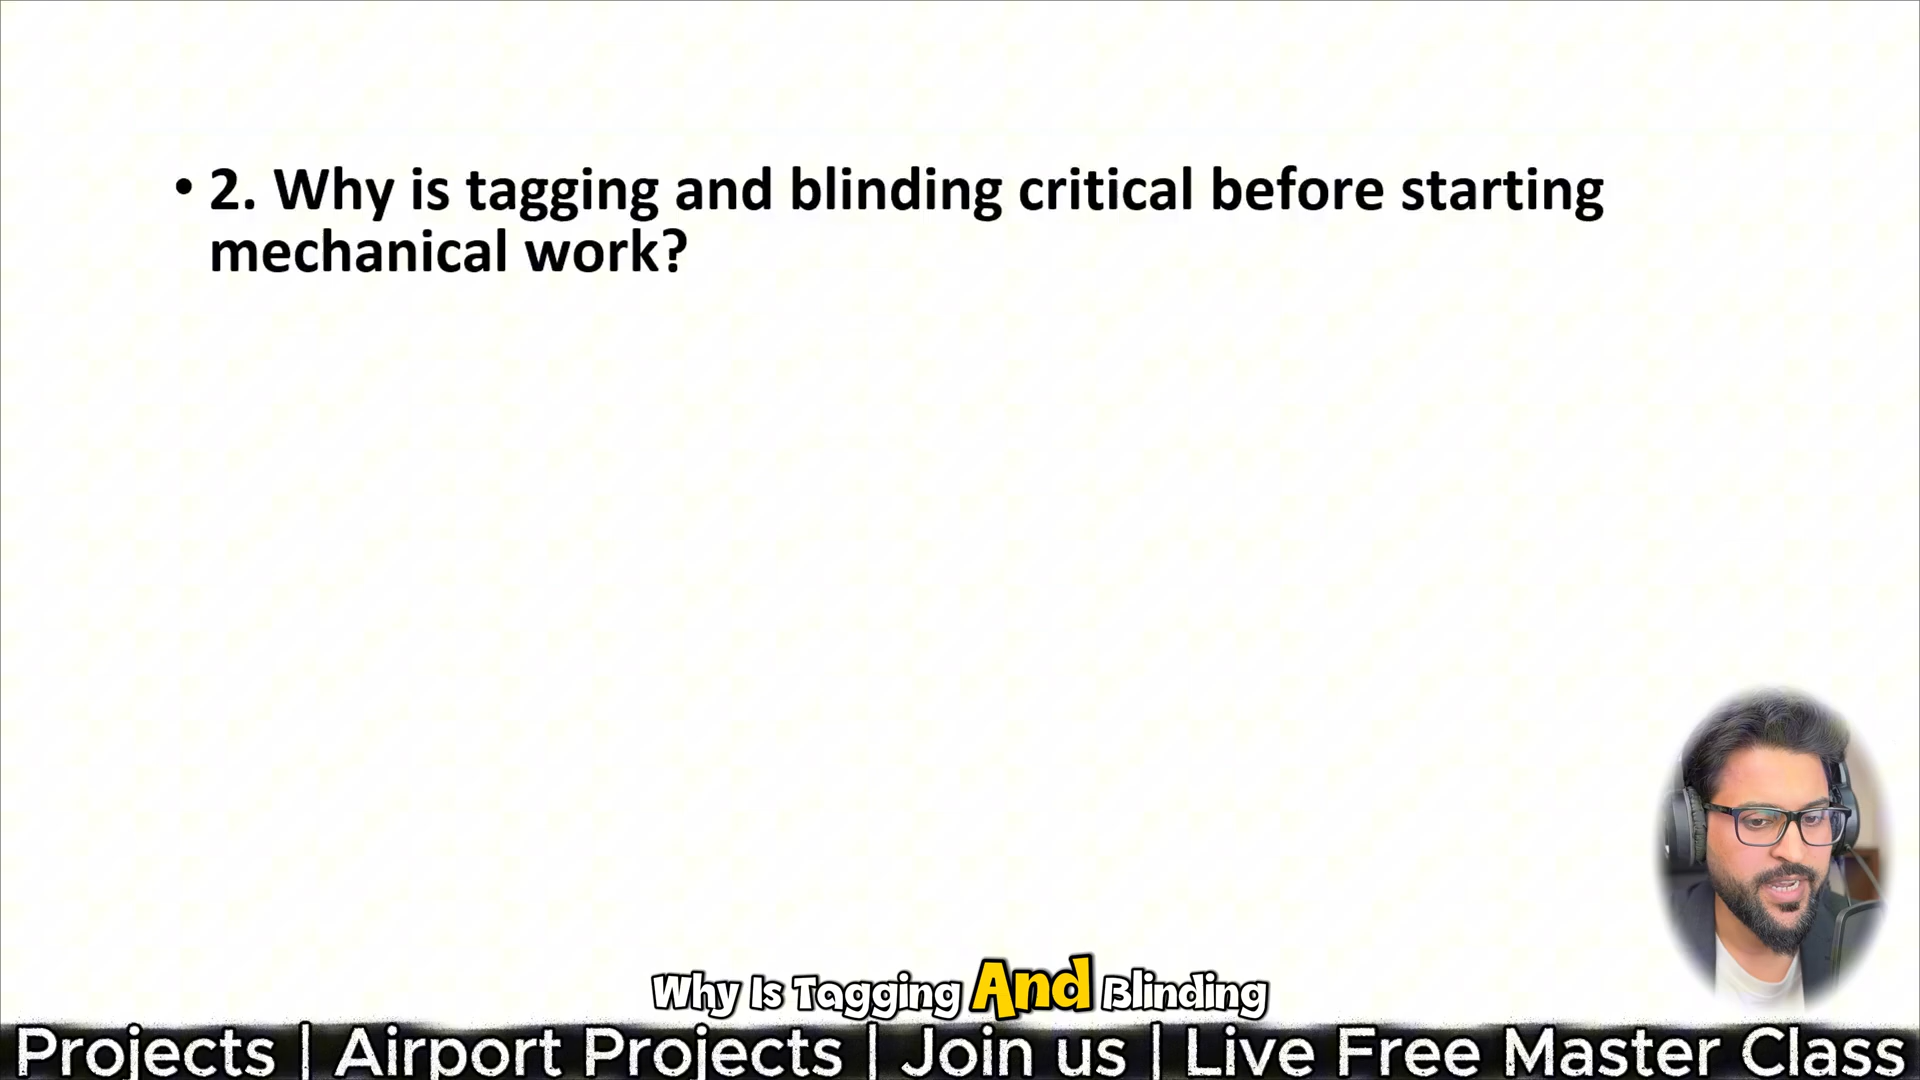 • 2. Why is tagging and blinding critical before starting
mechanical work?
Why Is Tagging And Blinding
Projects | Airport Projects | Join us | Live Free Master Class